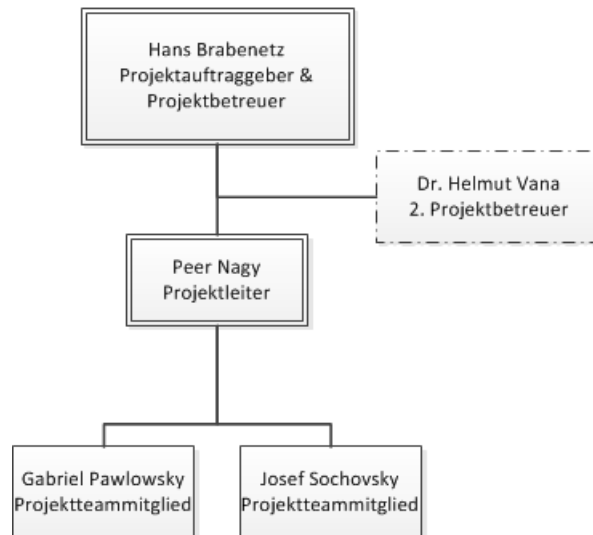 Hans Brabenetz
Projektauftraggeber &
Projektbetreuer
Dr. Helmut Vana
2. Projektbetreuer
Peer Nagy
Projektleiter
Gabriel Pawlowsky
Projektteammitglied
Josef Sochovsky
Projektteammitglied